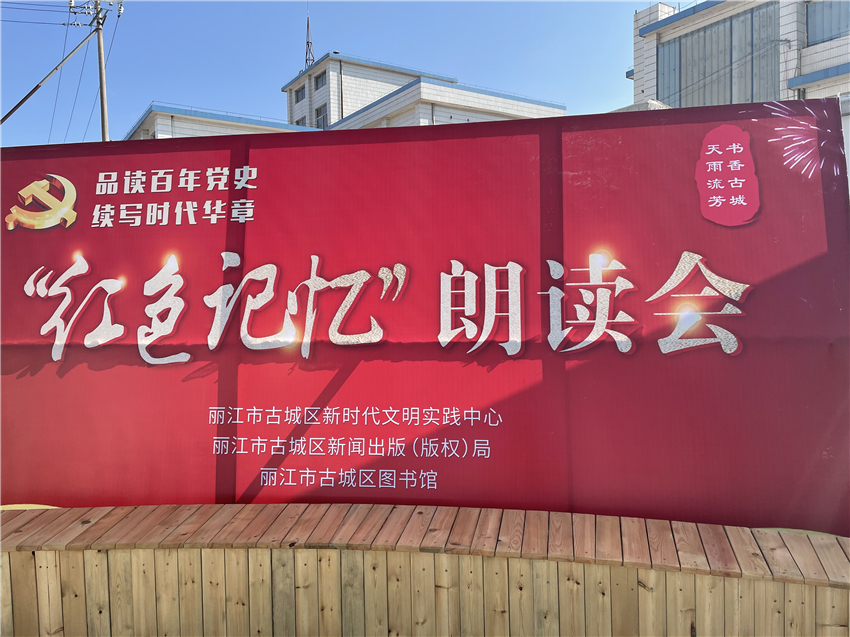 品读百年党史
续写时代华章
书香古城
天雨流芳
“红色记忆”朗读会
丽江市古城区新时代文明实践中心
丽江市古城区新闻出版（版权）局
丽江市古城区图书馆